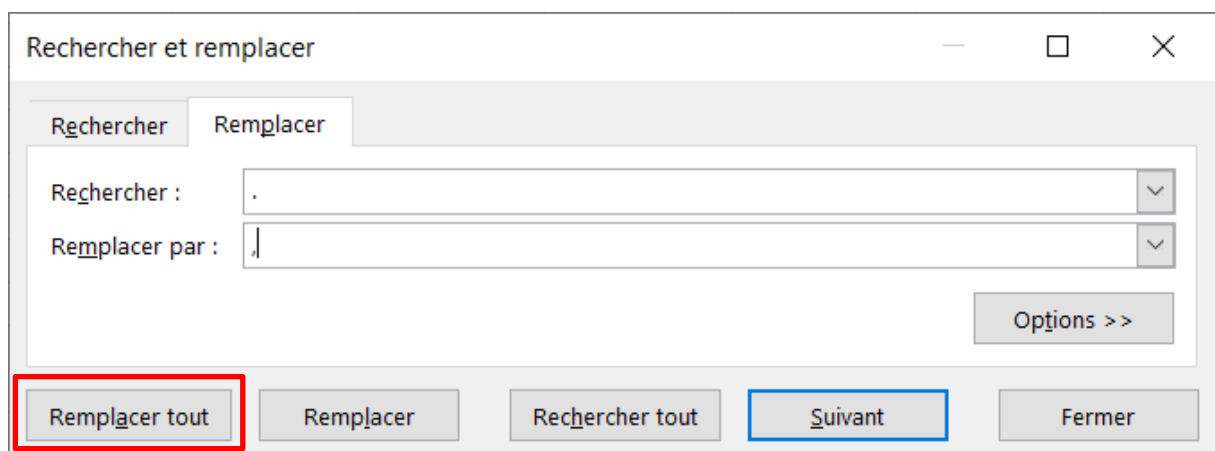 Rechercher et remplacer
Rechercher Remplacer
Rechercher : .
Remplacer par : ,
Options >>
Remplacer tout Remplacer Rechercher tout Suivant Fermer